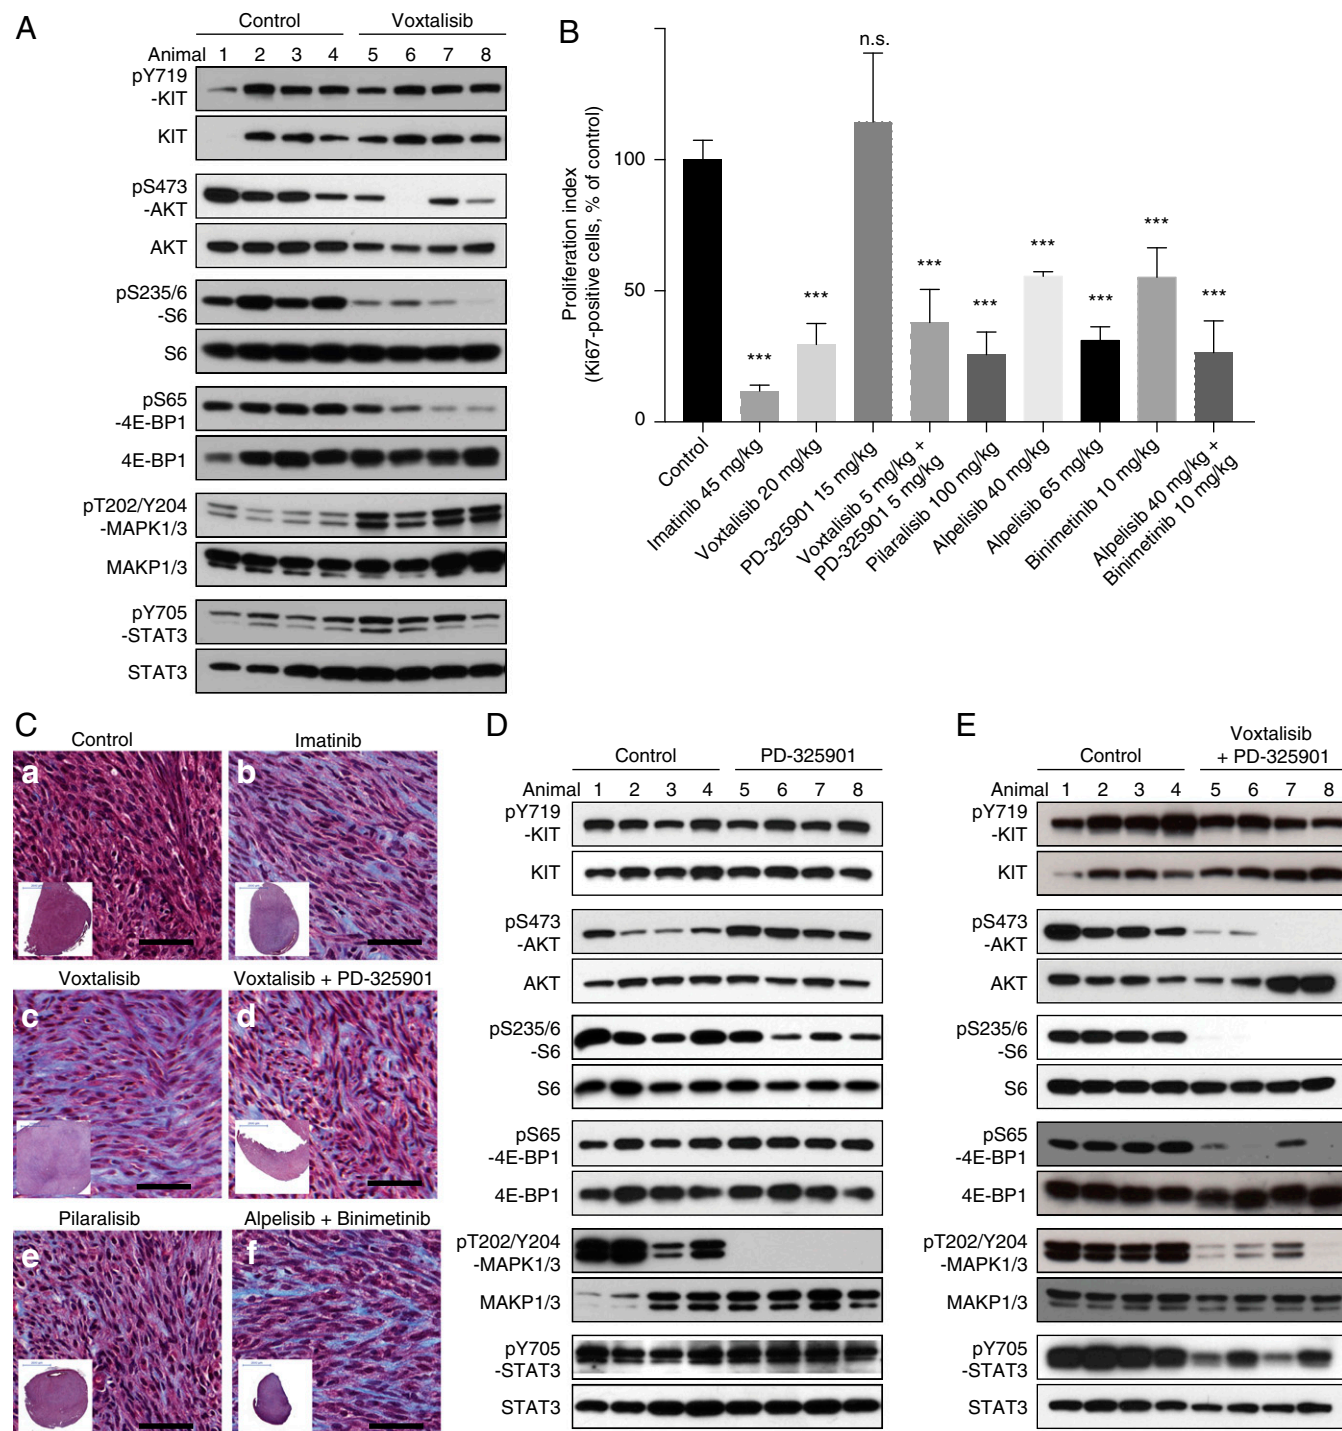 A
Control Voxtalisib
Animal 1 2 3 4 5 6 7 8
pY719
-KIT
KIT
pS473
-AKT
AKT
pS235/6
-S6
S6
pS65
-4E-BP1
4E-BP1
pT202/Y204
-MAPK1/3
MAKP1/3
pY705
-STAT3
STAT3
B
Proliferation index
(Ki67-positive cells, % of control)
100
50
0
n.s.
***
***
***
***
***
***
***
***
Control
Imatinib 45 mg/kg
Voxtalisib 20 mg/kg
PD-325901 15 mg/kg
Voxtalisib 5 mg/kg +
PD-325901 5 mg/kg
Pilaralisib 100 mg/kg
Alpelisib 40 mg/kg
Alpelisib 65 mg/kg
Binimetinib 10 mg/kg
Alpelisib 40 mg/kg +
Binimetinib 10 mg/kg
C
Control
a
Imatinib
b
Voxtalisib
c
Voxtalisib + PD-325901
d
Pilaralisib
e
Alpelisib + Binimetinib
f
D
Control PD-325901
Animal 1 2 3 4 5 6 7 8
pY719
-KIT
KIT
pS473
-AKT
AKT
pS235/6
-S6
S6
pS65
-4E-BP1
4E-BP1
pT202/Y204
-MAPK1/3
MAKP1/3
pY705
-STAT3
STAT3
E
Voxtalisib
Control + PD-325901
Animal 1 2 3 4 5 6 7 8
pY719
-KIT
KIT
pS473
-AKT
AKT
pS235/6
-S6
S6
pS65
-4E-BP1
4E-BP1
pT202/Y204
-MAPK1/3
MAKP1/3
pY705
-STAT3
STAT3